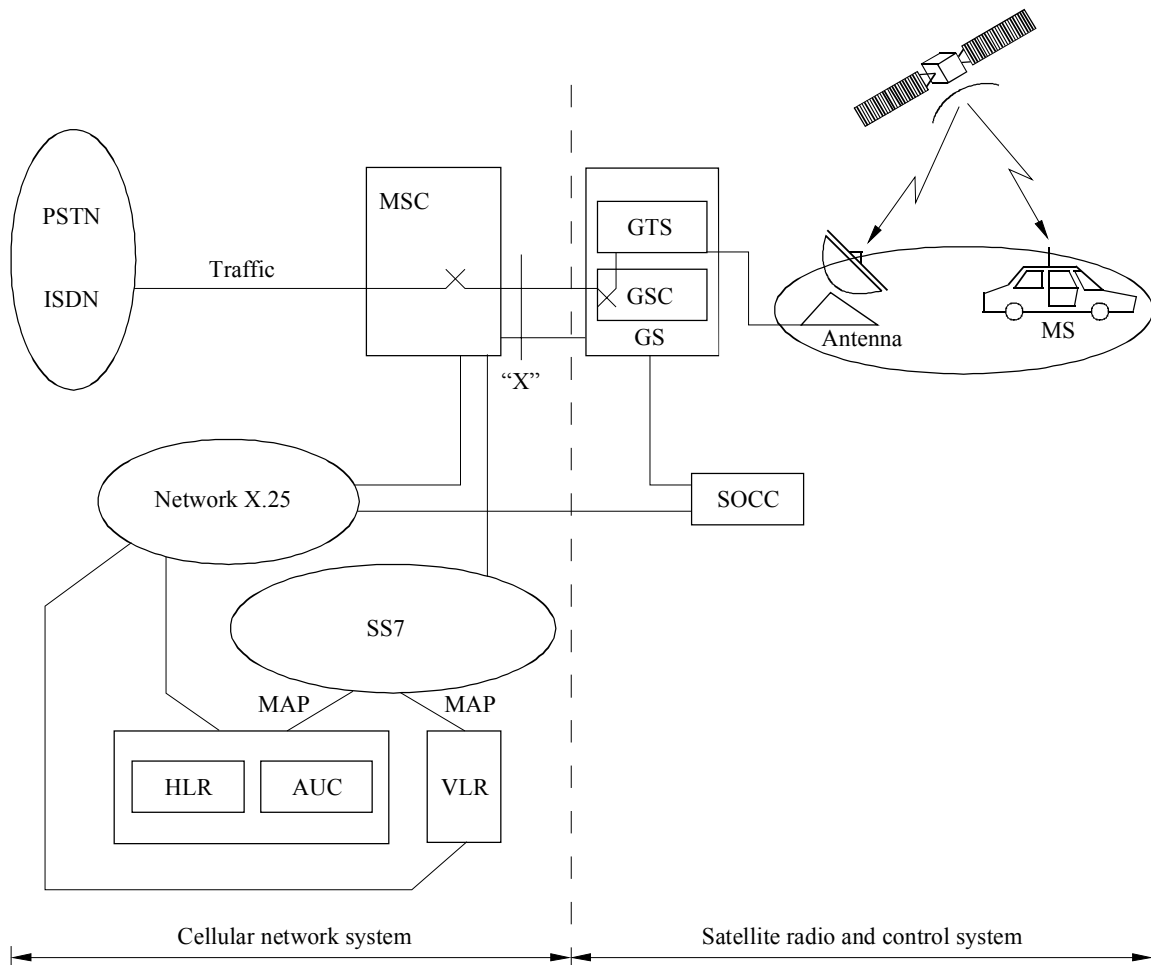 PSTN
ISDN
Traffic
MSC
“X”
GTS
GSC
GS
Antenna
MS
Network X.25
SOCC
SS7
MAP
MAP
HLR
AUC
VLR
Cellular network system
Satellite radio and control system